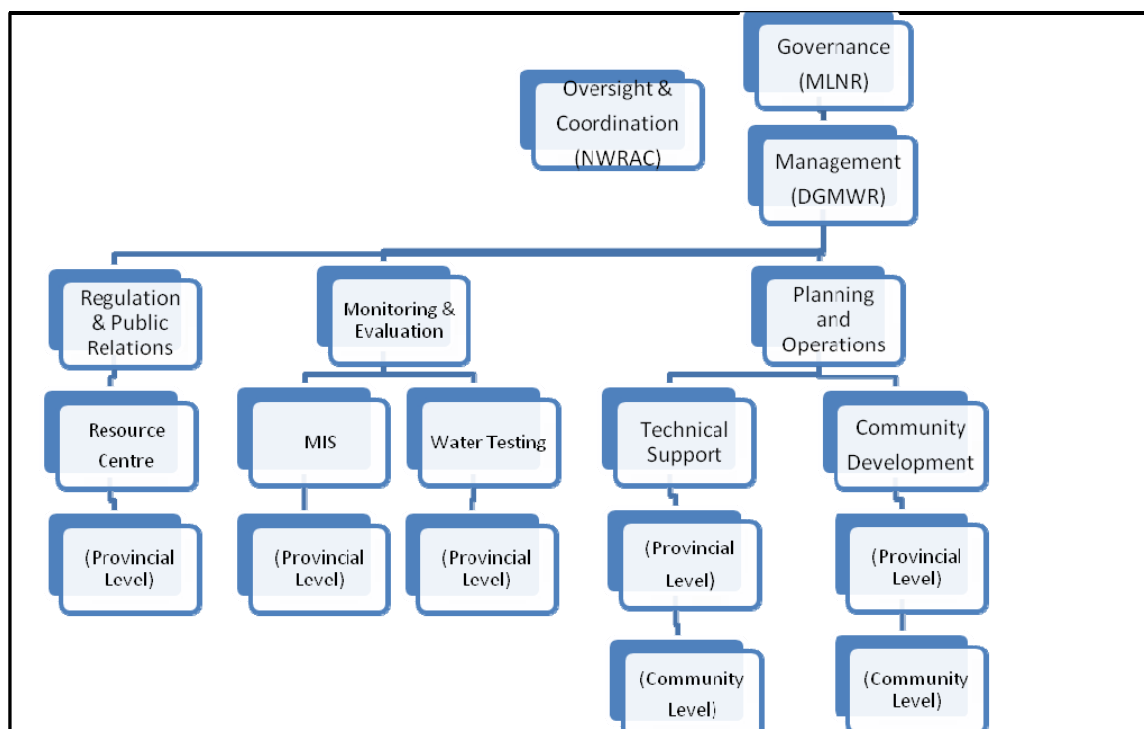 Governance
(MLNR)
Oversight &
Coordination
(NWRAC)
Management
(DGMWR)
Regulation
& Public
Relations
Monitoring &
Evaluation
Planning
and
Operations
Resource
Centre
MIS
Water Testing
Technical
Support
Community
Development
(Provincial
Level)
(Provincial
Level)
(Provincial
Level)
(Provincial
Level)
(Provincial
Level)
(Community
Level)
(Community
Level)